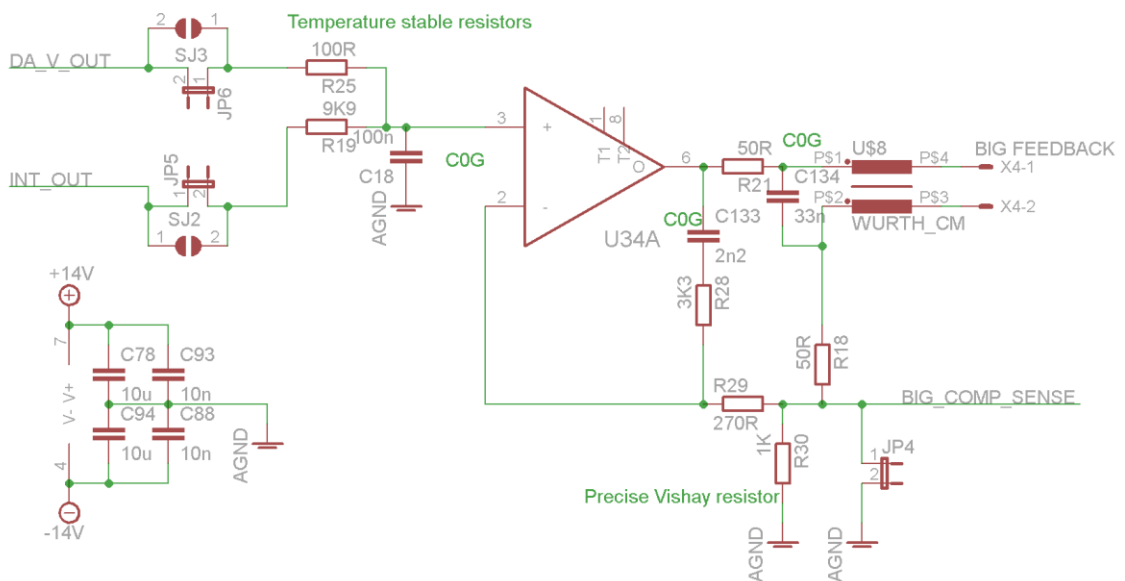 Temperature stable resistors
2 1
SJ3
DA_V_OUT
2 1
JP6
100R
R25
9K9
R19
100n
C18
C0G
AGND
INT_OUT
JP5
1 2
SJ2
1 2
3
+
2
-
1 8
T1
T2
O
6
U34A
50R
R21
C0G
C134
33n
P$1
U$8
P$4
BIG FEEDBACK
X4-1
P$2
P$3
X4-2
WURTH_CM
C0G
C133
2n2
3K3
R28
50R
R18
R29
270R
BIG_COMP_SENSE
1K
R30
JP4
1
2
Precise Vishay resistor
AGND
AGND
+14V
7
V- V+
C78
10u
C93
10n
C94
10u
C88
10n
AGND
4
-14V